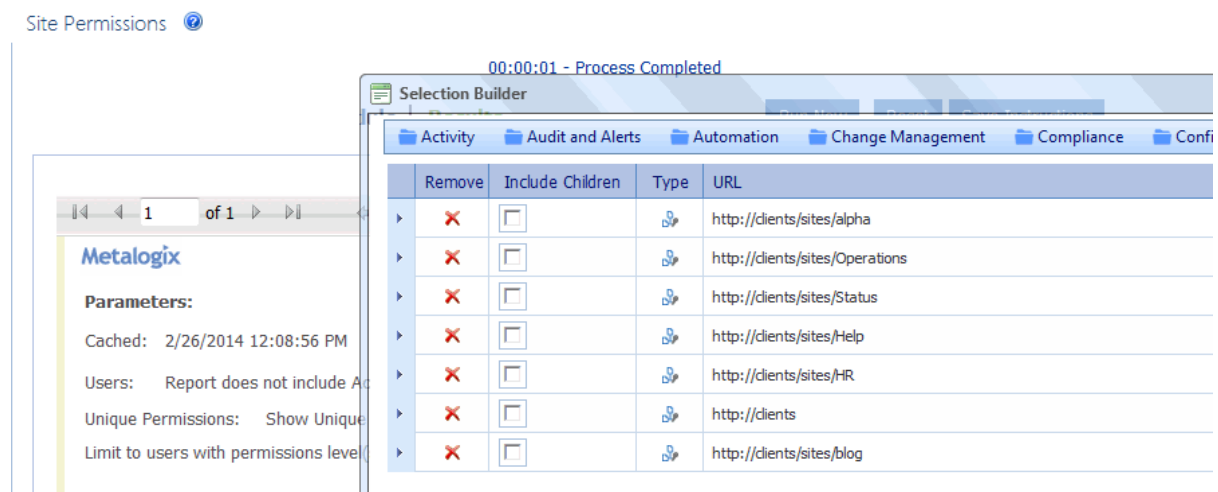 Site Permissions
00:00:01 - Process Completed
Selection Builder
Activity Audit and Alerts Automation Change Management Compliance Confi
Remove Include Children Type URL
http://clients/sites/alpha
http://clients/sites/Operations
http://clients/sites/Status
http://clients/sites/Help
http://clients/sites/HR
http://clients
http://clients/sites/blog
1 of 1
Metalogix
Parameters:
Cached: 2/26/2014 12:08:56 PM
Users: Report does not include Ac
Unique Permissions: Show Unique
Limit to users with permissions level(